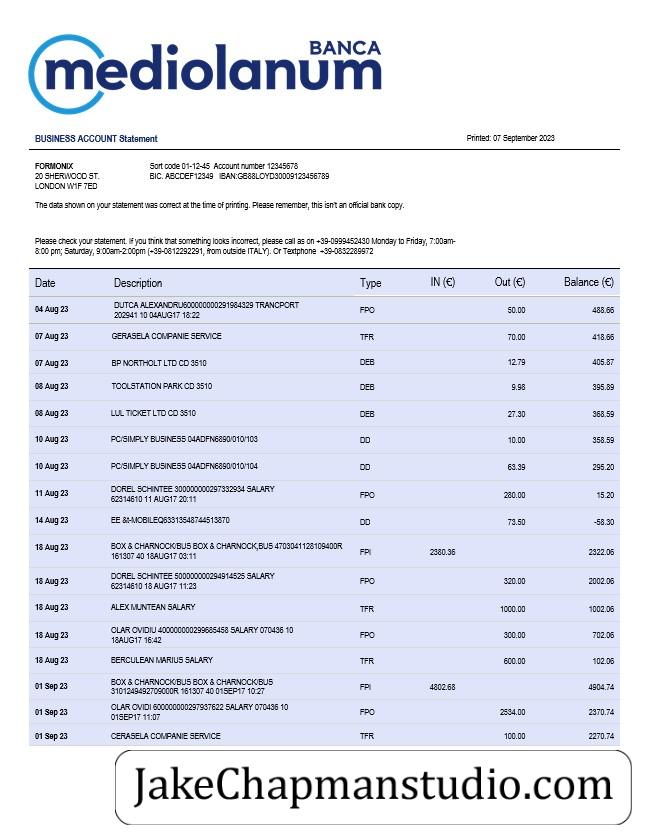 BANCA
mediolanum
BUSINESS ACCOUNT Statement Printed: 07 September 2023
FORMONIX Sort code 01-12-45 Account number 12345678
20 SHERWOOD ST. BIC. ABCDEF12349 IBAN:GB88LOYD30009123456789
LONDON W1F 7ED
The data shown on your statement was correct at the time of printing. Please remember, this isn't an official bank copy.
Please check your statement. If you think that something looks incorrect, please call as on +39-0999452430 Monday to Friday, 7:00am-
8:00 pm; Saturday, 9:00am-2:00pm (+39-0812292291, from outside ITALY). Or Textphone +39-0832289972
Date Description Type IN (€) Out (€) Balance (€)
04 Aug 23 DUTCA ALEXANDRU600000000291984329 TRANCPORT
202941 10 04AUG17 18:22 FPO 50.00 488.66
07 Aug 23 GERASELA COMPANIE SERVICE TFR 70.00 418.66
07 Aug 23 BP NORTHOLT LTD CD 3510 DEB 12.79 405.87
08 Aug 23 TOOLSTATION PARK CD 3510 DEB 9.98 395.89
08 Aug 23 LUL TICKET LTD CD 3510 DEB 27.30 368.59
10 Aug 23 PC/SIMPLY BUSINESS 04ADFN6890/010/103 DD 10.00 358.59
10 Aug 23 PC/SIMPLY BUSINESS 04ADFN6890/010/104 DD 63.39 295.20
11 Aug 23 DOREL SCHINTEE 300000000297332934 SALARY
62314610 11 AUG17 20:11 FPO 280.00 15.20
14 Aug 23 EE &t-MOBILEQ63313548744513870 DD 73.50 -58.30
18 Aug 23 BOX & CHARNOCK/BUS BOX & CHARNOCK,BUS 4703041128109400R
161307 40 18AUG17 03:11 FPI 2380.36 2322.06
18 Aug 23 DOREL SCHINTEE 500000000294914525 SALARY
62314610 18 AUG17 11:23 FPO 320.00 2002.06
18 Aug 23 ALEX MUNTEAN SALARY TFR 1000.00 1002.06
18 Aug 23 OLAR OVIDIU 400000000299685458 SALARY 070436 10
18AUG17 16:42 FPO 300.00 702.06
18 Aug 23 BERCULEAN MARIUS SALARY TFR 600.00 102.06
01 Sep 23 BOX & CHARNOCK/BUS BOX & CHARNOCK/BUS
3101249492709000R 161307 40 01SEP17 10:27 FPI 4802.68 4904.74
01 Sep 23 OLAR OVIDI 600000000297937622 SALARY 070436 10
01SEP17 11:07 FPO 2534.00 2370.74
01 Sep 23 CERASELA COMPANIE SERVICE TFR 100.00 2270.74
JakeChapmanstudio.com